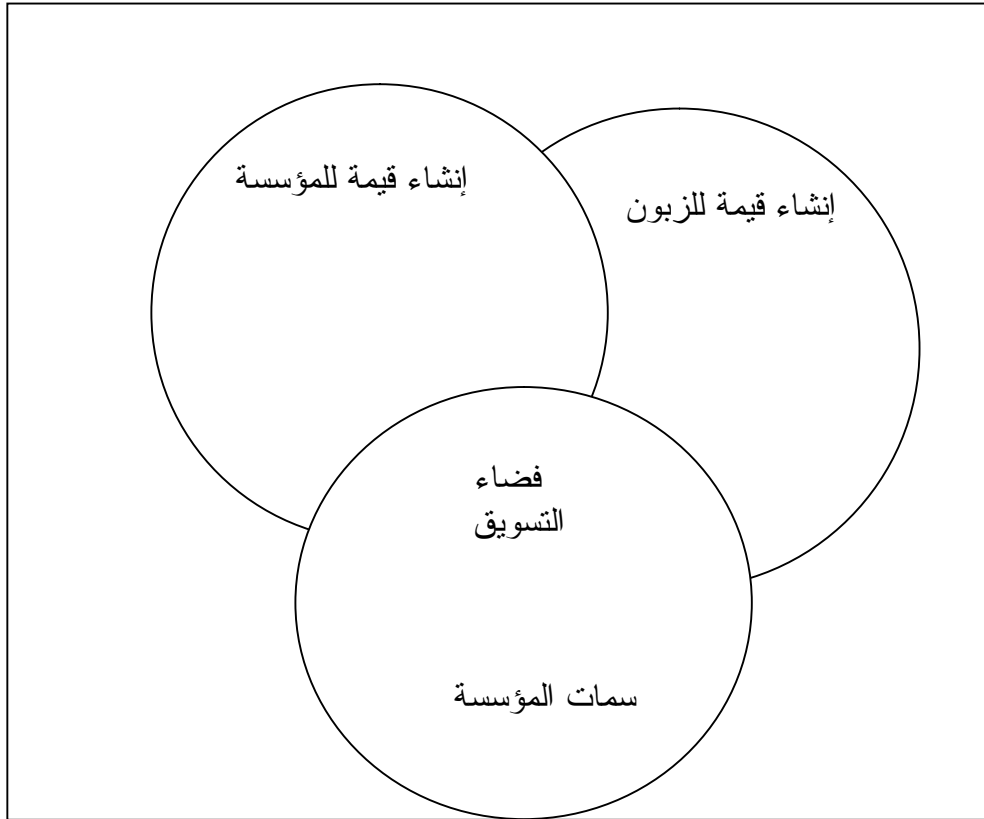 إنشاء قيمة للمؤسسة
إنشاء قيمة للزبون
فضاء
التسويق
سمات المؤسسة